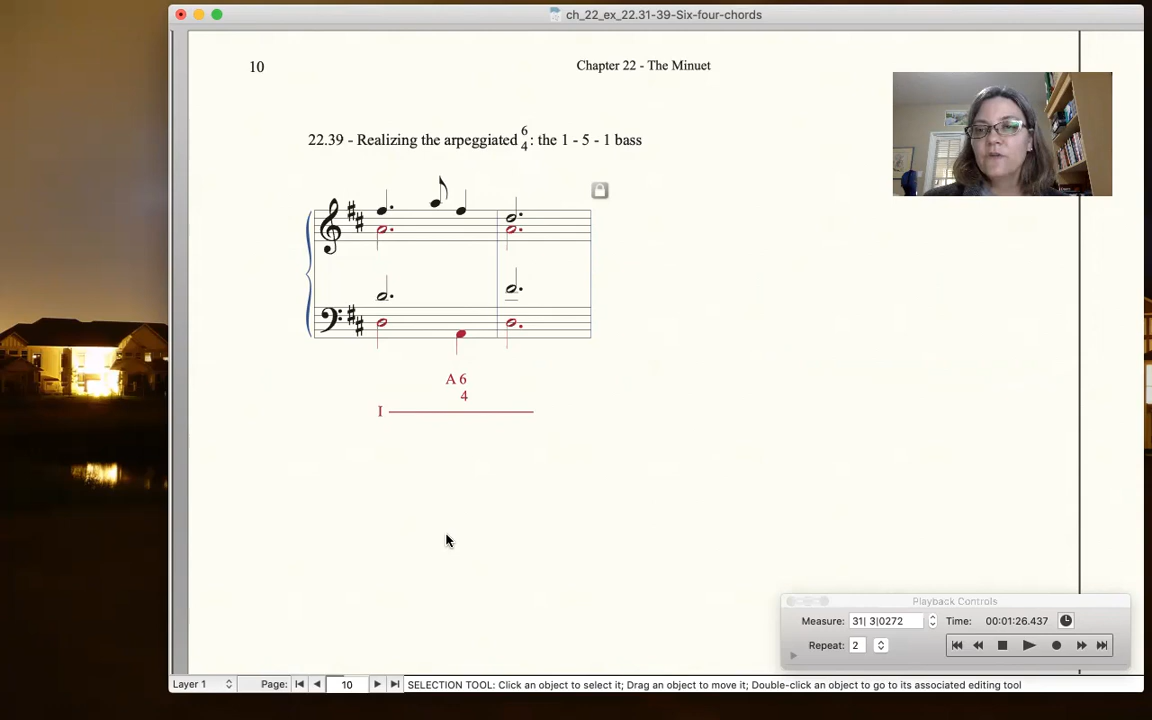 ch_22_ex_22.31-39-Six-four-chords
10
Chapter 22 - The Minuet
22.39 - Realizing the arpeggiated 6/4: the 1 - 5 - 1 bass
A 6
4
I
Playback Controls
Measure: 31| 3|0272 Time: 00:01:26.437
Repeat: 2
Layer 1 Page: 10 SELECTION TOOL: Click an object to select it; Drag an object to move it; Double-click an object to go to its associated editing tool